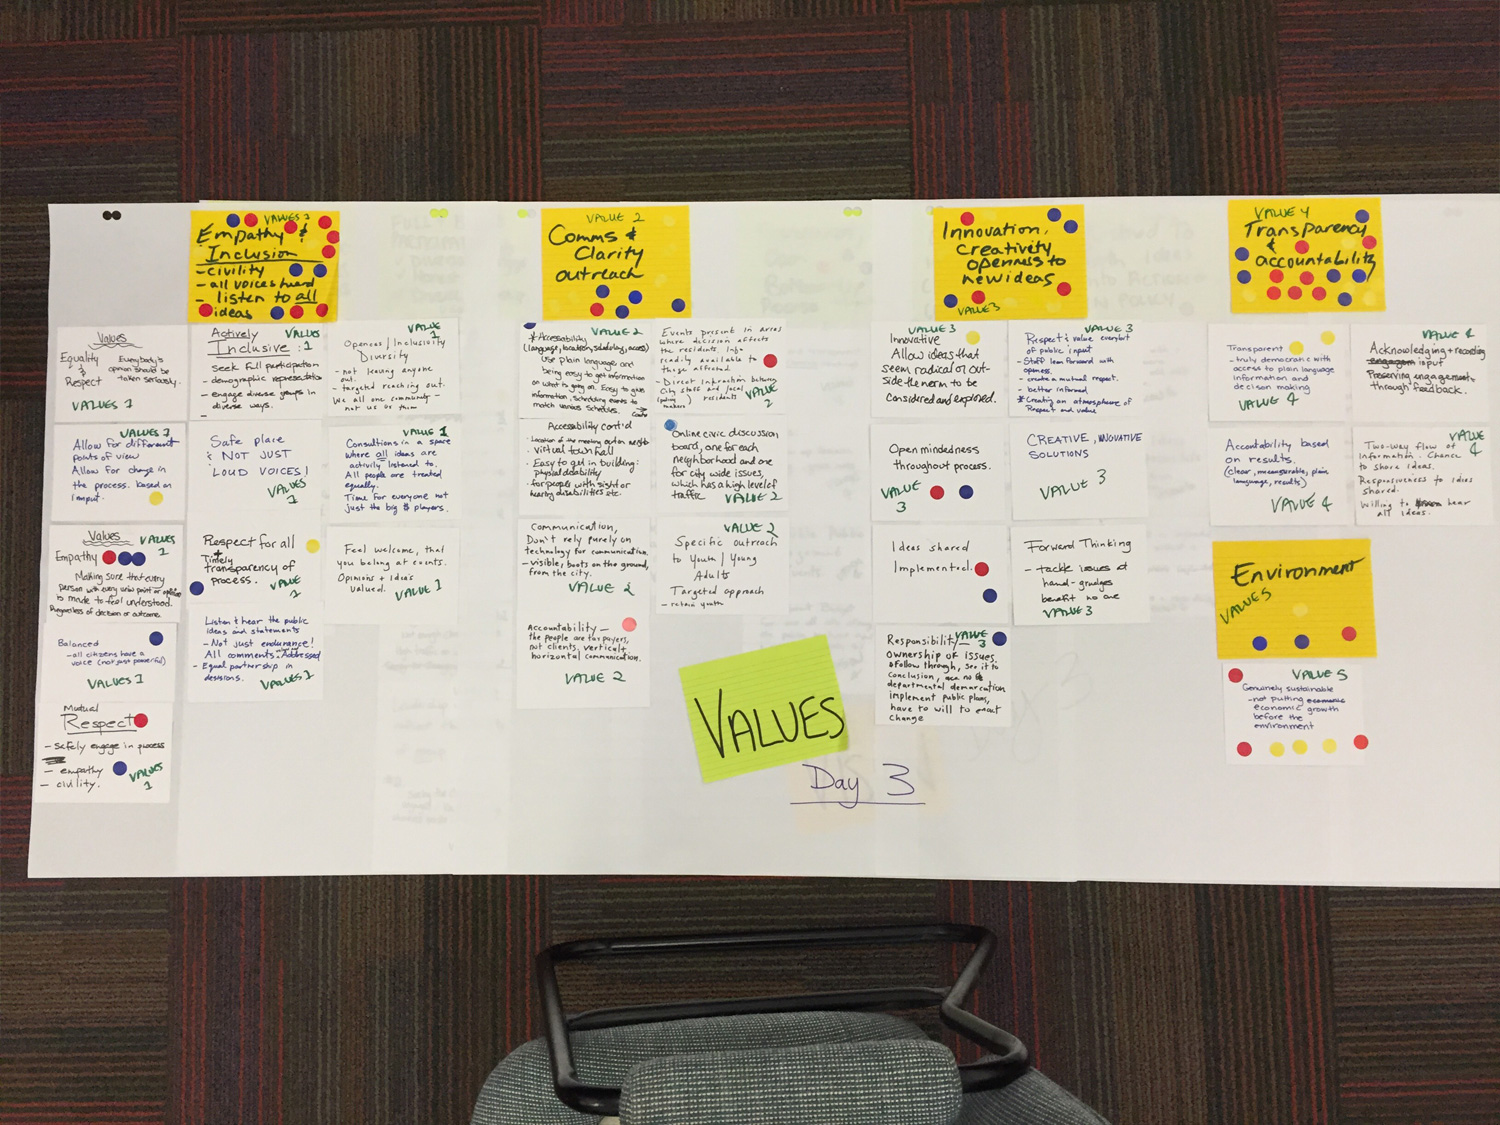 VALUES 1
Empathy &
Inclusion
- civility
- all voices heard
- listen to all
ideas
Values
Equality
&
Respect
Everybody's
opinion should be
taken seriously.
VALUES 1
VALUES 1
Allow for different
points of view
Allow for change in
the process. based on
input
Values
VALUES 1
Empathy
Making sure that every
person with every view point or opinion
is made to feel understood.
Regardless of decision or outcome.
Balanced
- all citizens have a
voice (not just powerful)
VALUES 1
Mutual
Respect
- safely engage in process
- empathy
- civility.
VALUES 1
Actively
Inclusive :
VALUES 1
seek full participation
- demographic representation
- engage diverse groups in
diverse ways.
Safe place
& NOT JUST
LOUD VOICES!
VALUES 1
Respect for all
+
Timely
transparency of
process.
VALUE 1
Listen & hear the public
ideas and statements
- Not just endurance!
All comments Addressed
- Equal partnership in
decisions.
VALUES 1
VALUE 1
Openess / Inclusivity
Diversity
- not leaving anyone
out.
- targeted reaching out.
We all one community -
not us or them
VALUE 1
Consultions in a space
where all ideas are
activily listened to.
All people are treated
equally.
Time for everyone not
just the big $ players.
Feel welcome, that
you belong at events.
Opinions + Idea's
valued.
VALUE 1
VALUE 2
Comms &
Clarity
outreach
VALUES 2
* Accessability
(language, location, scheduling, access)
Use plain language and
being easy to get information
on what is going on. Easy to give
information, scheduling events to
match various schedules.
Accessability cont'd
- Location of the meeting
- Virtual town hall
- Easy to get in building:
physical disability
- for people with sight or
hearing disabilities etc.
Communication,
Don't rely purely on
technology for communication.
- visible, boots on the ground,
from the city.
VALUE 2
Accountability -
the people are taxpayers,
not clients, vertical +
horizontal communication.
VALUE 2
Events present in areas
where decision affects
the residents. Info
readily available to
those affected
- Direct interaction between
City staff and local
(policy makers) residents
VALUE 2
Online civic discussion
board, one for each
neighborhood and one
for city wide issues,
which has a high level of
traffic
VALUE 2
VALUE 2
Specific outreach
to Youth / Young
Adults
Targeted approach
- retain youth
VALUES
Day 3
Innovation,
creativity
openness to
new ideas
VALUE 3
VALUE 3
Innovative
Allow ideas that
seem radical or out-
side the norm to be
considered and explored.
Open mindedness
throughout process.
VALUE 3
Ideas shared
Implemented.
Responsibility
VALUE 3
ownership of issues,
& follow through, see it to
conclusion,
departmental demarcation
implement public plans,
have to will to enact
change
VALUE 3
Respect & value everyone
of public input
- Staff lean forward with
openess.
- create a mutual respect.
- better informed
* Creating an atmosphere of
Respect and value
CREATIVE, INNOVATIVE
SOLUTIONS
VALUE 3
Forward Thinking
- tackle issues at
hand - grudges
benefit no one
VALUE 3
VALUE 4
Transparency
&
accountability
Transparent
- truly democratic with
access to plain language
information and
decision making
VALUE 4
Accountability based
on results.
(clear, measurable, plain
language, results)
VALUE 4
VALUE 4
Acknowledging + recording
input
Preserving engagement
through feedback.
VALUE 4
Two-way flow of
Information. Chance
to share ideas.
Responsiveness to ideas
shared.
Willing to hear
all ideas.
Environment
VALUE 5
VALUE 5
Genuinely sustainable
- not putting
economic growth
before the
environment